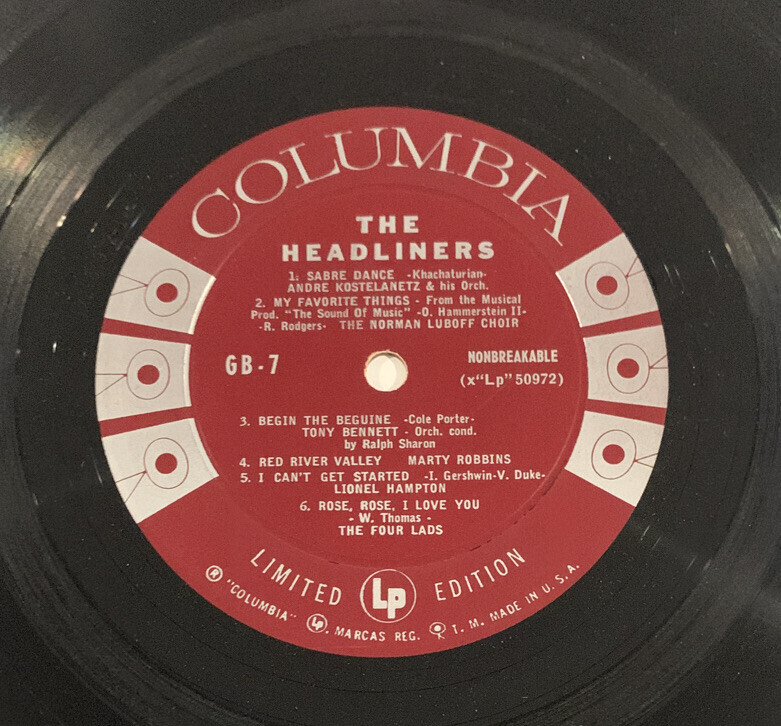 COLUMBIA
THE
HEADLINERS
1. SABRE DANCE -Khachaturian-
ANDRE KOSTELANETZ & his Orch.
2. MY FAVORITE THINGS - From the Musical
Prod. "The Sound Of Music" -O. Hammerstein II-
-R. Rodgers- THE NORMAN LUBOFF CHOIR
GB-7
NONBREAKABLE
(x"Lp" 50972)
3. BEGIN THE BEGUINE -Cole Porter-
TONY BENNETT - Orch. cond.
by Ralph Sharon
4. RED RIVER VALLEY MARTY ROBBINS
5. I CAN'T GET STARTED -I. Gershwin-V. Duke-
LIONEL HAMPTON
6. ROSE, ROSE, I LOVE YOU
- W. Thomas -
THE FOUR LADS
LIMITED Lp EDITION
® "COLUMBIA" Lp. MARCAS REG. T. M. MADE IN U. S. A.